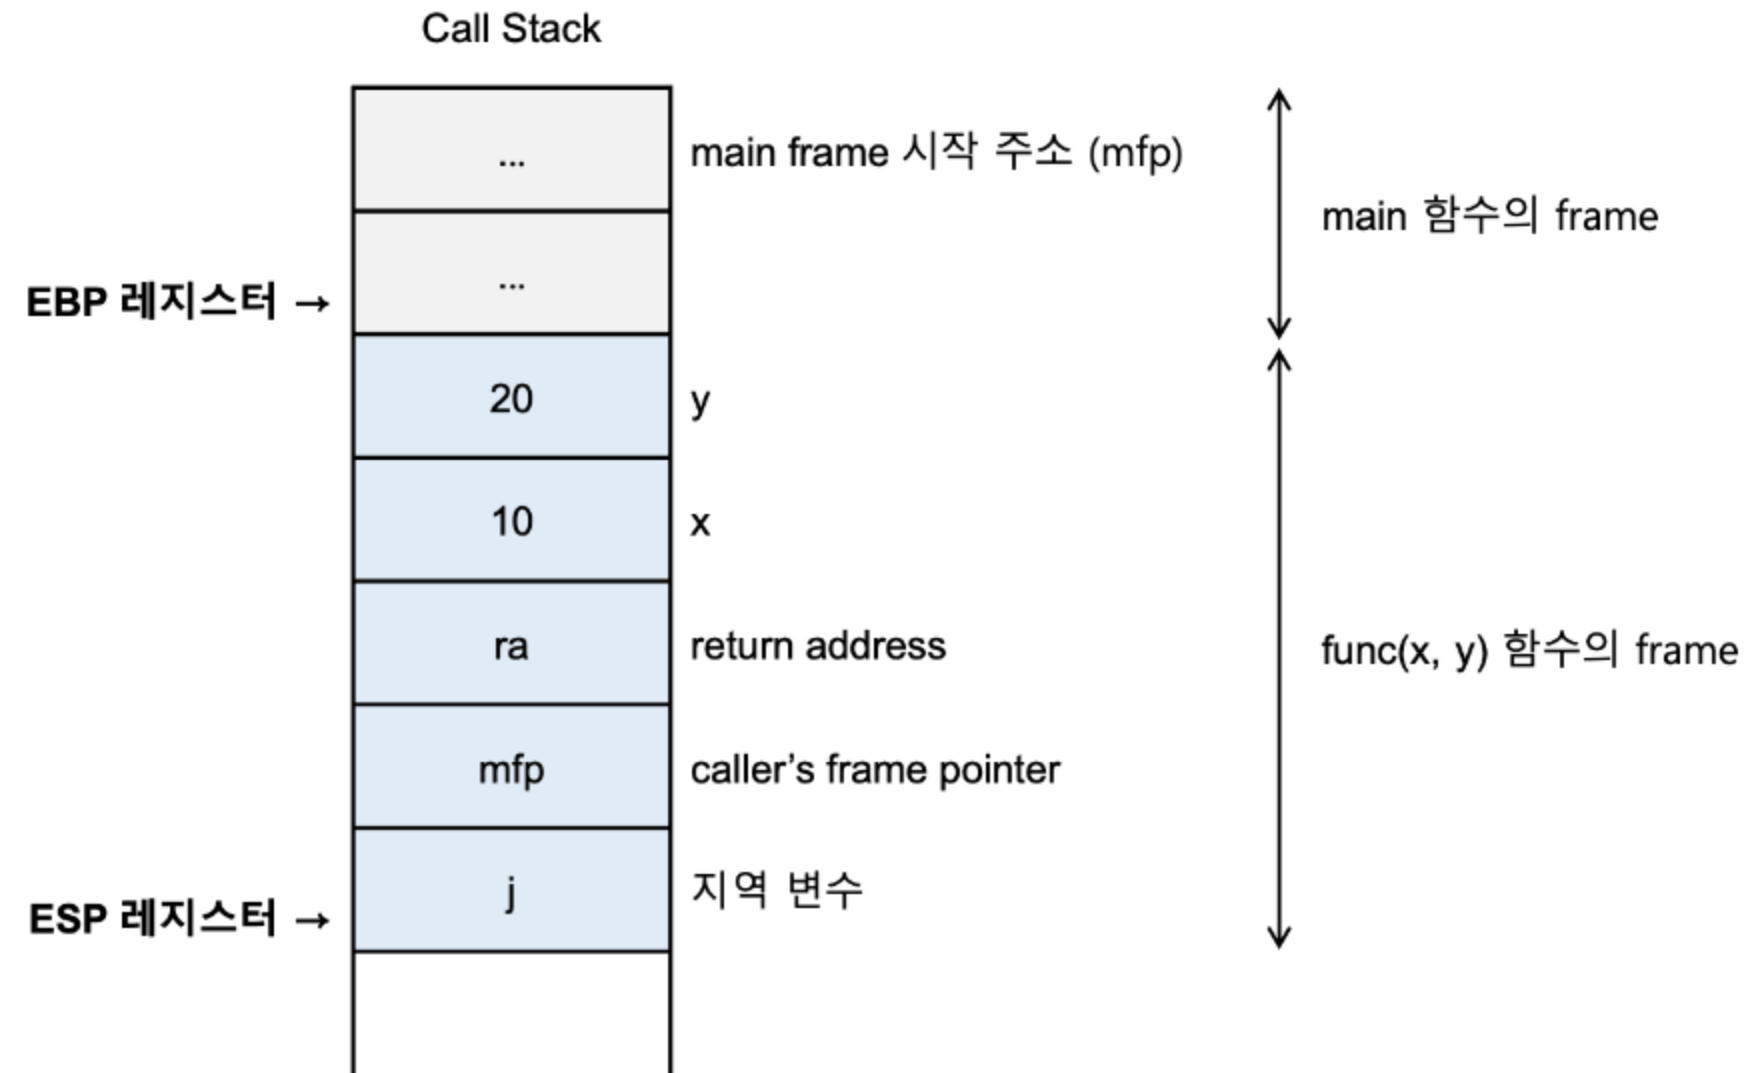 Call Stack
...
main frame 시작 주소 (mfp)
main 함수의 frame
...
EBP 레지스터 →
20
y
10
x
ra
return address
func(x, y) 함수의 frame
mfp
caller’s frame pointer
j
지역 변수
ESP 레지스터 →